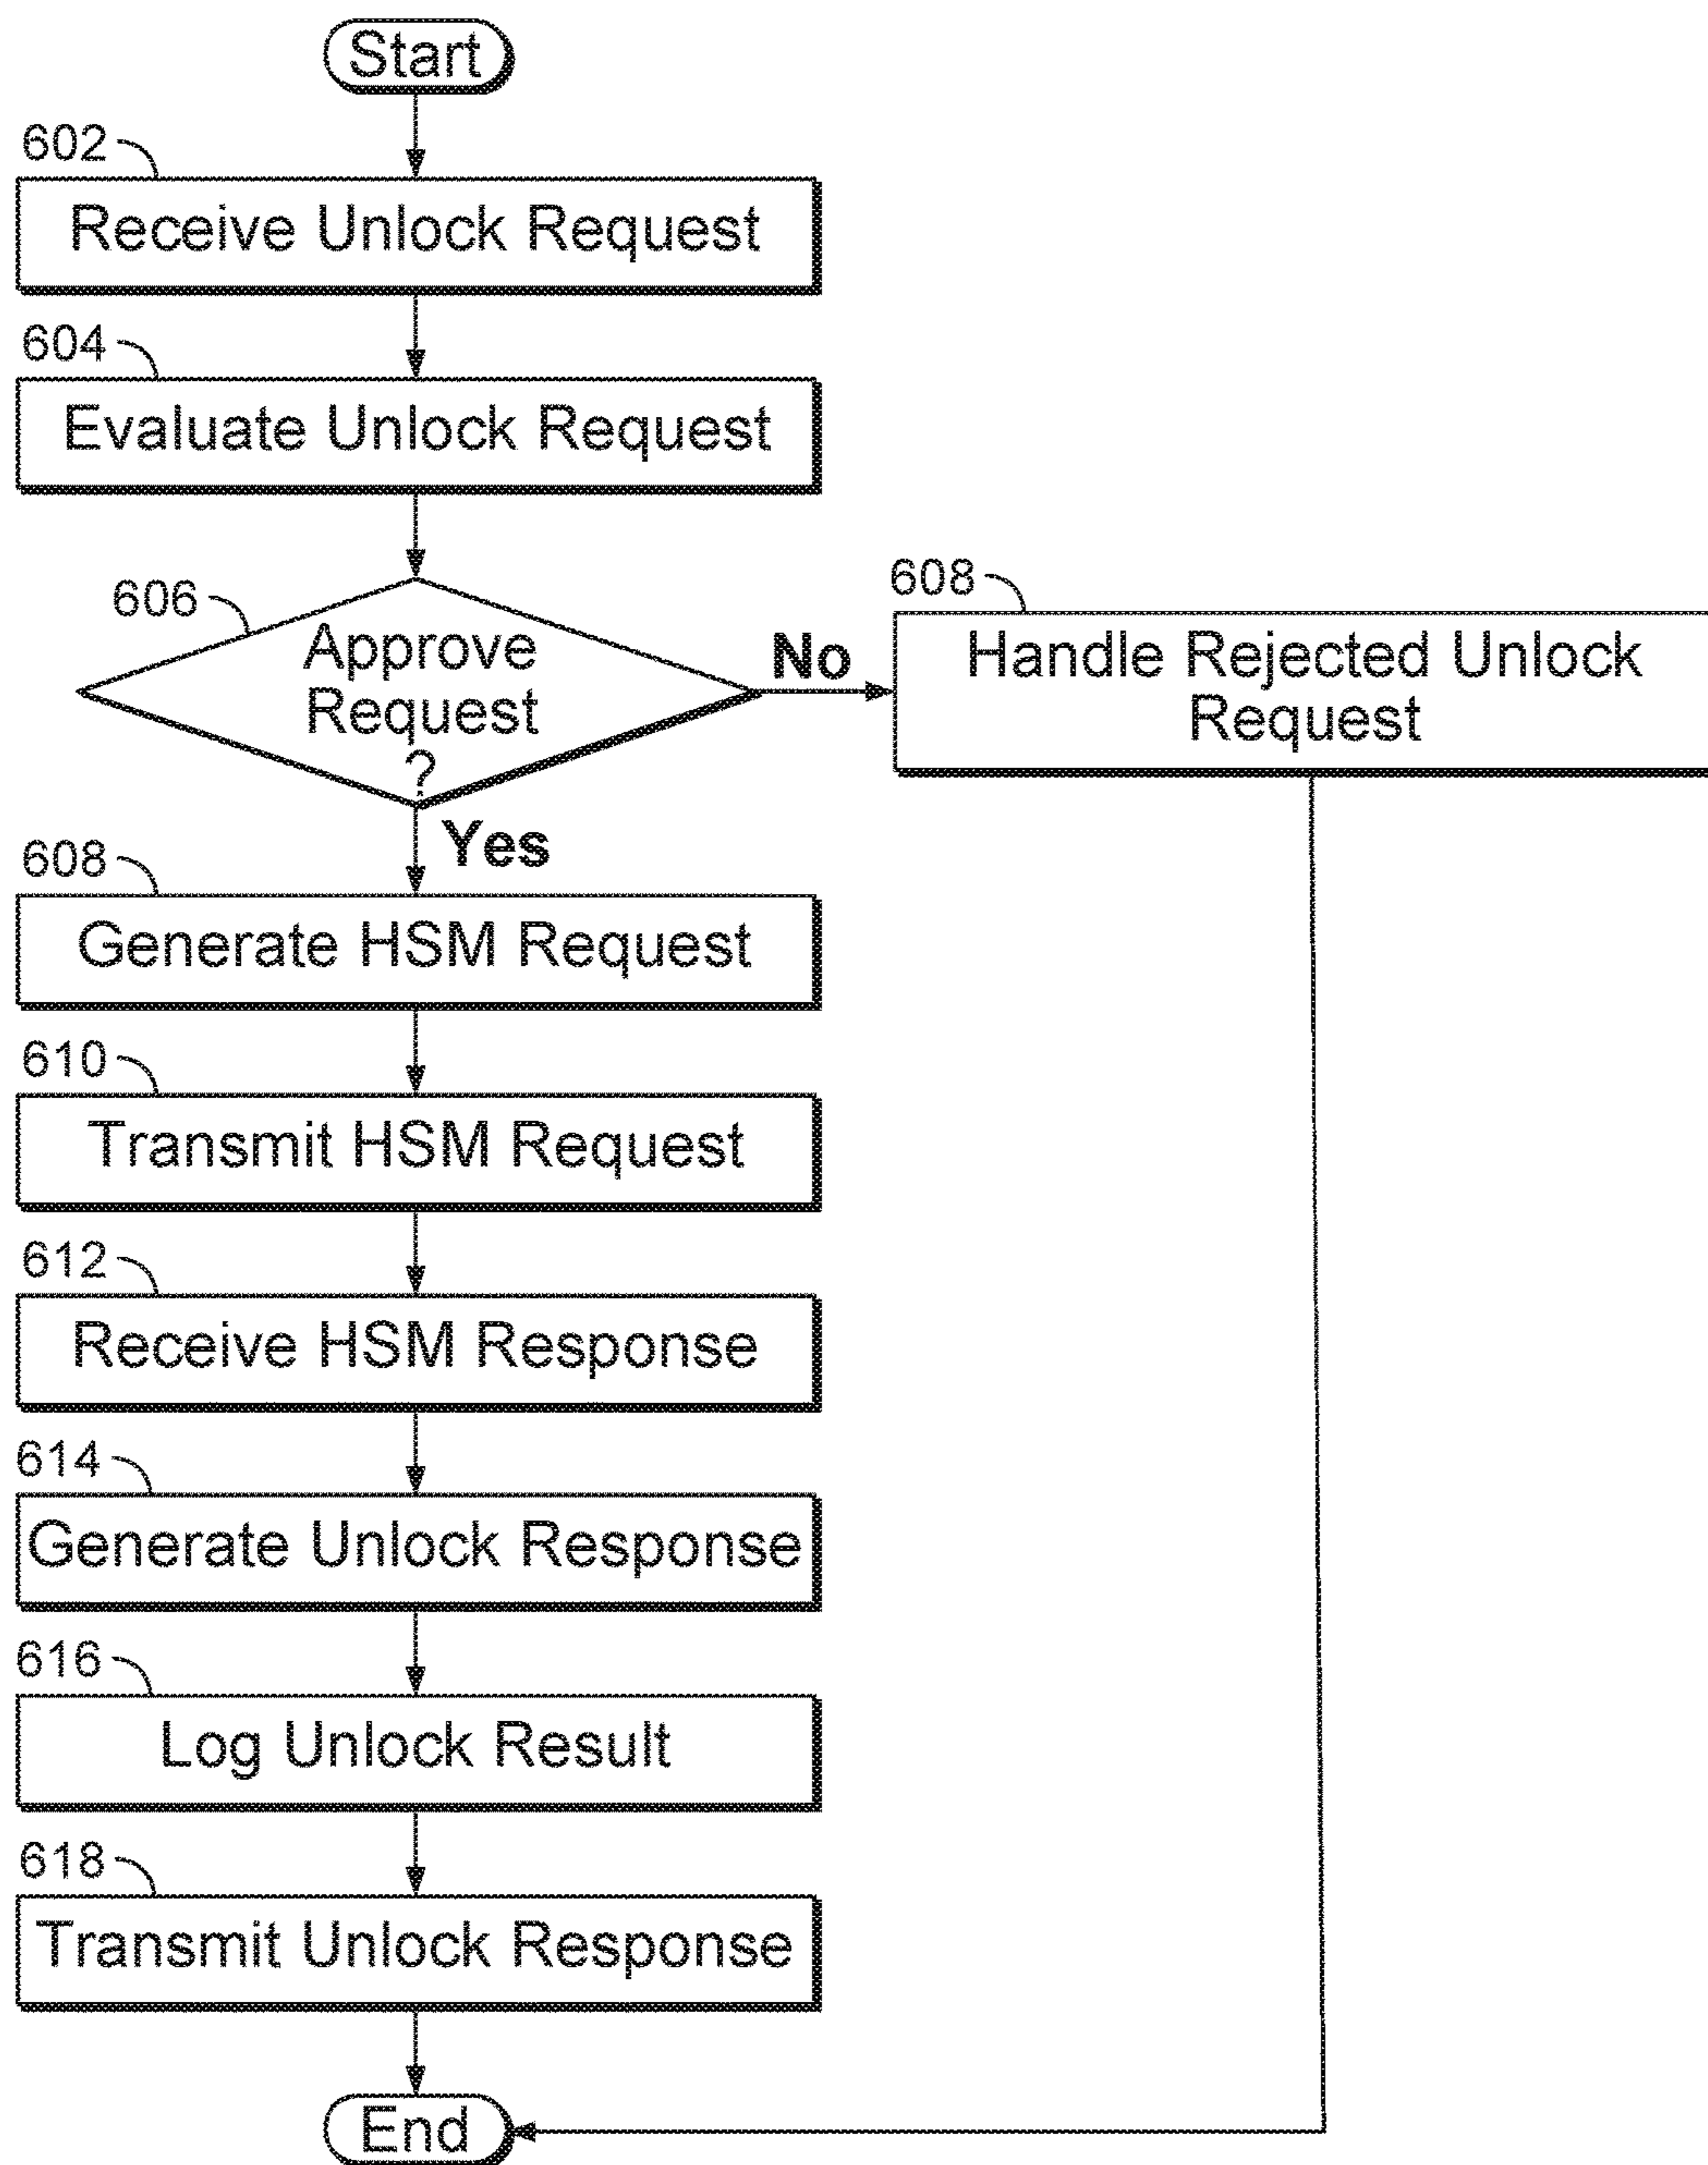 Start
602
Receive Unlock Request
604
Evaluate Unlock Request
606
Approve
Request
?
No
608
Handle Rejected Unlock
Request
Yes
608
Generate HSM Request
610
Transmit HSM Request
612
Receive HSM Response
614
Generate Unlock Response
616
Log Unlock Result
618
Transmit Unlock Response
End